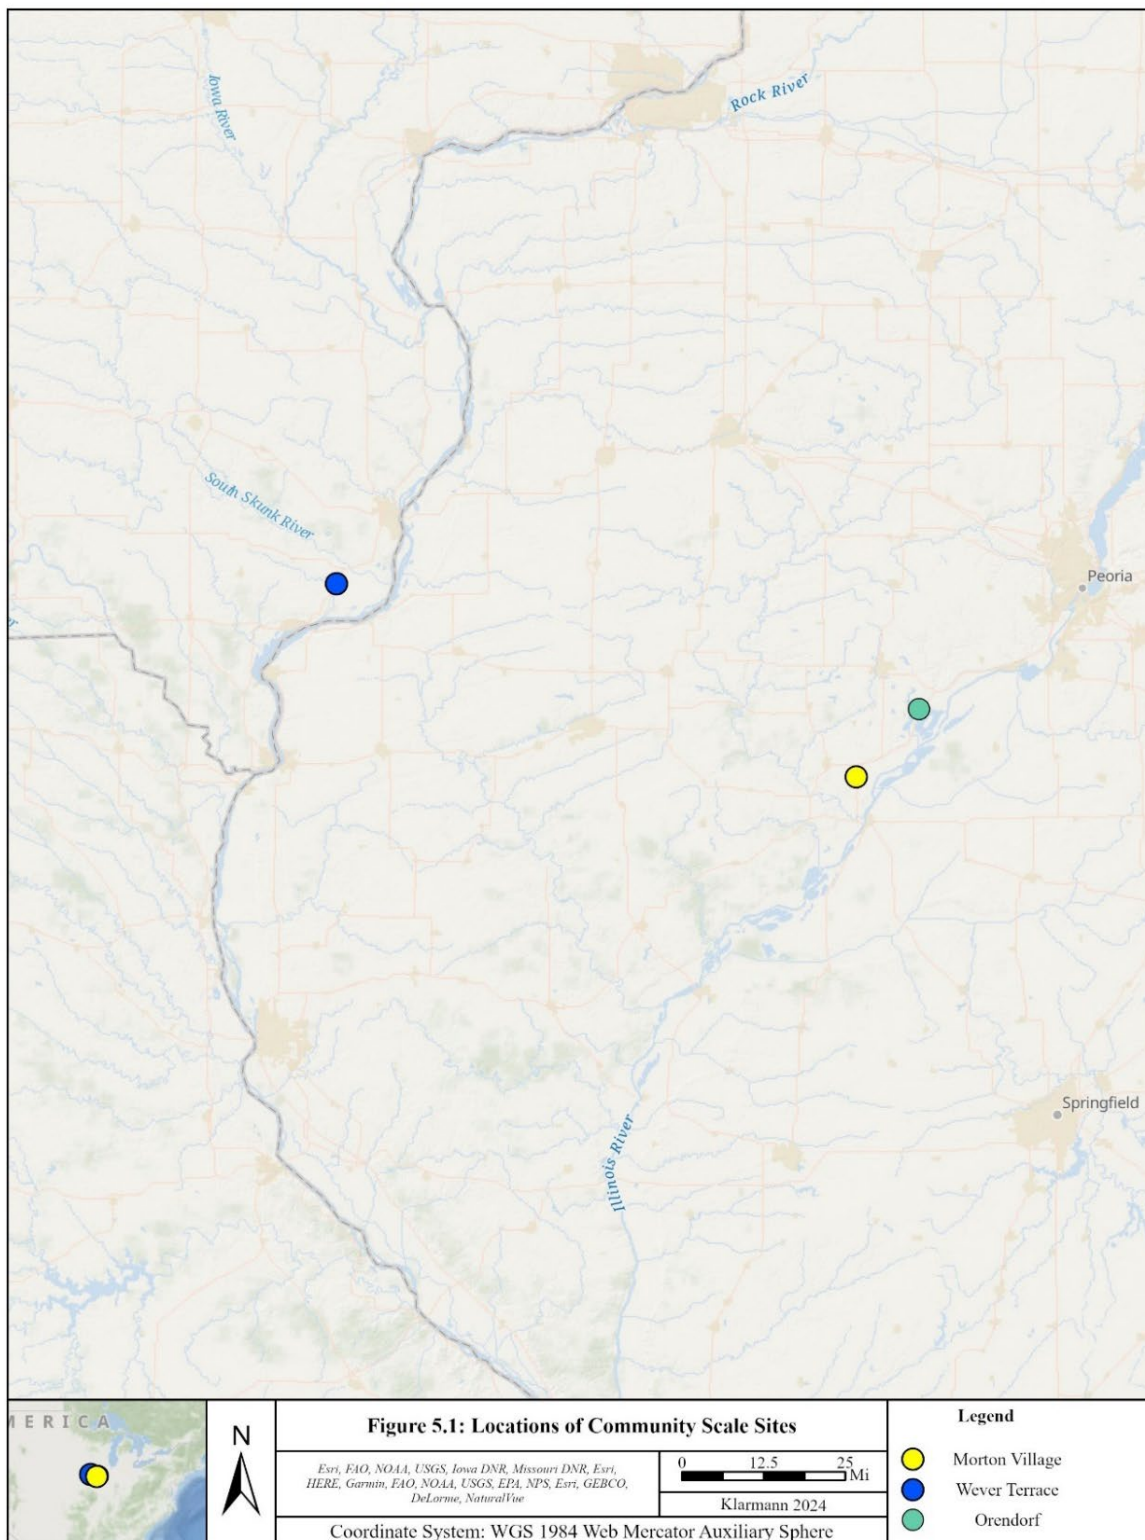 Iowa River
Rock River
South Skunk River
Peoria
Springfield
Illinois River
MERICA
N
Figure 5.1: Locations of Community Scale Sites
Esri, FAO, NOAA, USGS, Iowa DNR, Missouri DNR, Esri,
HERE, Garmin, FAO, NOAA, USGS, EPA, NPS, Esri, GEBCO,
DeLorme, NaturalVue
0 12.5 25
Mi
Klarmann 2024
Coordinate System: WGS 1984 Web Mercator Auxiliary Sphere
Legend
Morton Village
Wever Terrace
Orendorf